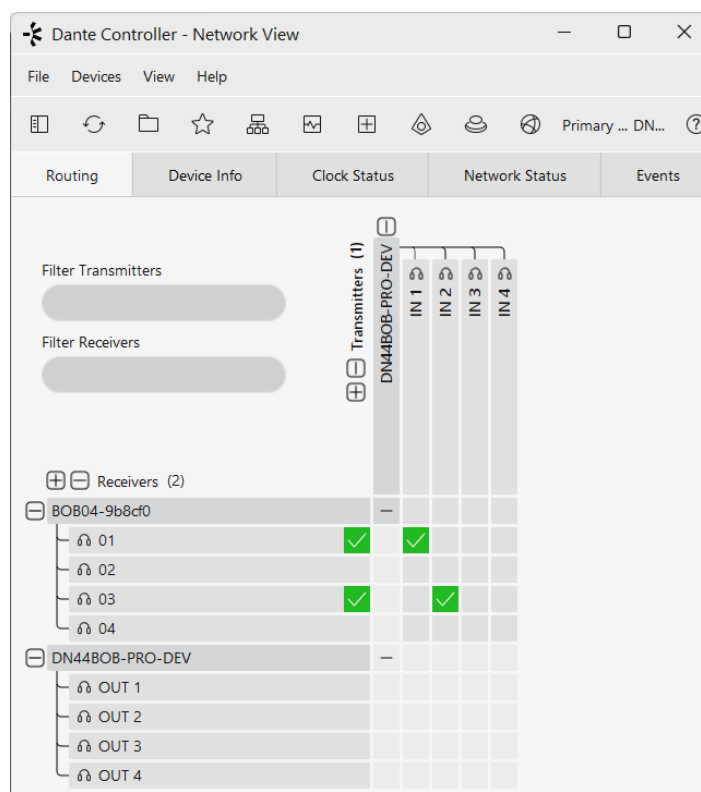 Dante Controller - Network View
File Devices View Help
Primary ... DN...
Routing Device Info Clock Status Network Status Events
Filter Transmitters
Filter Receivers
Transmitters (1)
DN44BOB-PRO-DEV
IN 1
IN 2
IN 3
IN 4
Receivers (2)
BOB04-9b8cf0
01
02
03
04
DN44BOB-PRO-DEV
OUT 1
OUT 2
OUT 3
OUT 4